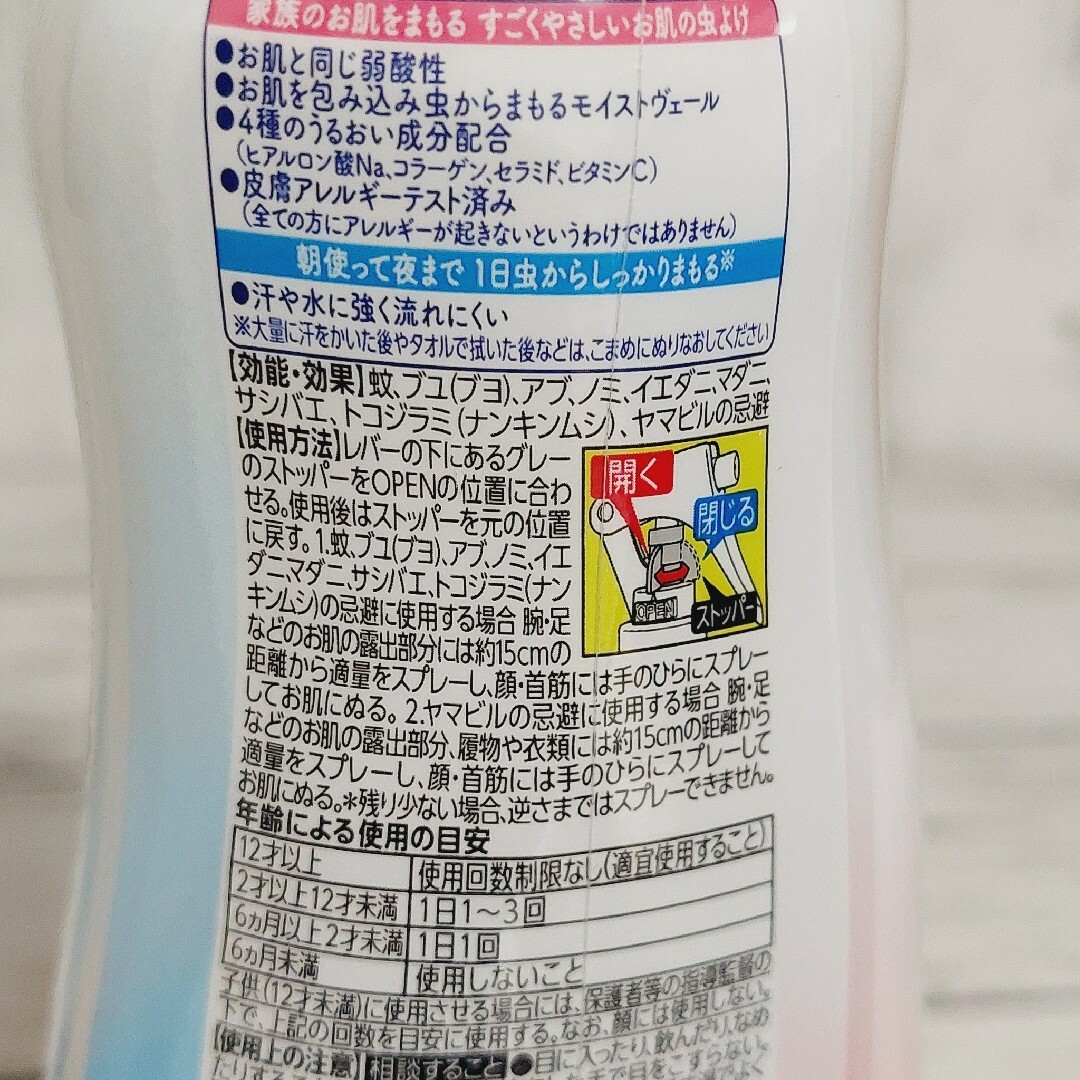 家族のお肌をまもる すごくやさしいお肌の虫よけ
●お肌と同じ弱酸性
●お肌を包み込み虫からまもるモイストヴェール
●4種のうるおい成分配合
（ヒアルロン酸Na、コラーゲン、セラミド、ビタミンC）
●皮膚アレルギーテスト済み
（全ての方にアレルギーが起きないというわけではありません）
朝使って夜まで 1日虫からしっかりまもる※
●汗や水に強く流れにくい
※大量に汗をかいた後やタオルで拭いた後などは、こまめにぬりなおしてください
【効能・効果】蚊、ブユ（ブヨ）、アブ、ノミ、イエダニ、マダニ、
サシバエ、トコジラミ（ナンキンムシ）、ヤマビルの忌避
【使用方法】レバーの下にあるグレー
のストッパーをOPENの位置に合わ
せる。使用後はストッパーを元の位置
に戻す。1.蚊、ブユ（ブヨ）、アブ、ノミ、イエ
ダニ、マダニ、サシバエ、トコジラミ（ナン
キンムシ）の忌避に使用する場合 腕・足
などのお肌の露出部分には約15cmの
距離から適量をスプレーし、顔・首筋には手のひらにスプレー
してお肌にぬる。2.ヤマビルの忌避に使用する場合 腕・足
などのお肌の露出部分、履物や衣類には約15cmの距離から
適量をスプレーし、顔・首筋には手のひらにスプレーして
お肌にぬる。＊残り少ない場合、逆さまではスプレーできません。
開く
閉じる
OPEN
ストッパー
年齢による使用の目安
12才以上 使用回数制限なし（適宜使用すること）
2才以上12才未満 1日1～3回
6ヵ月以上2才未満 1日1回
6ヵ月未満 使用しないこと
子供（12才未満）に使用させる場合には、保護者等の指導監督の
下で、上記の回数を目安に使用する。なお、顔には使用しない。
【使用上の注意】 相談すること ●目に入ったり、飲んだり、なめ